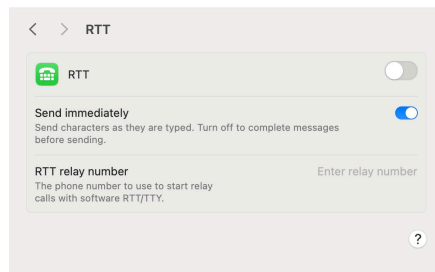 RTT
RTT
Send immediately
Send characters as they are typed. Turn off to complete messages
before sending.
RTT relay number
Enter relay number
The phone number to use to start relay
calls with software RTT/TTY.
?